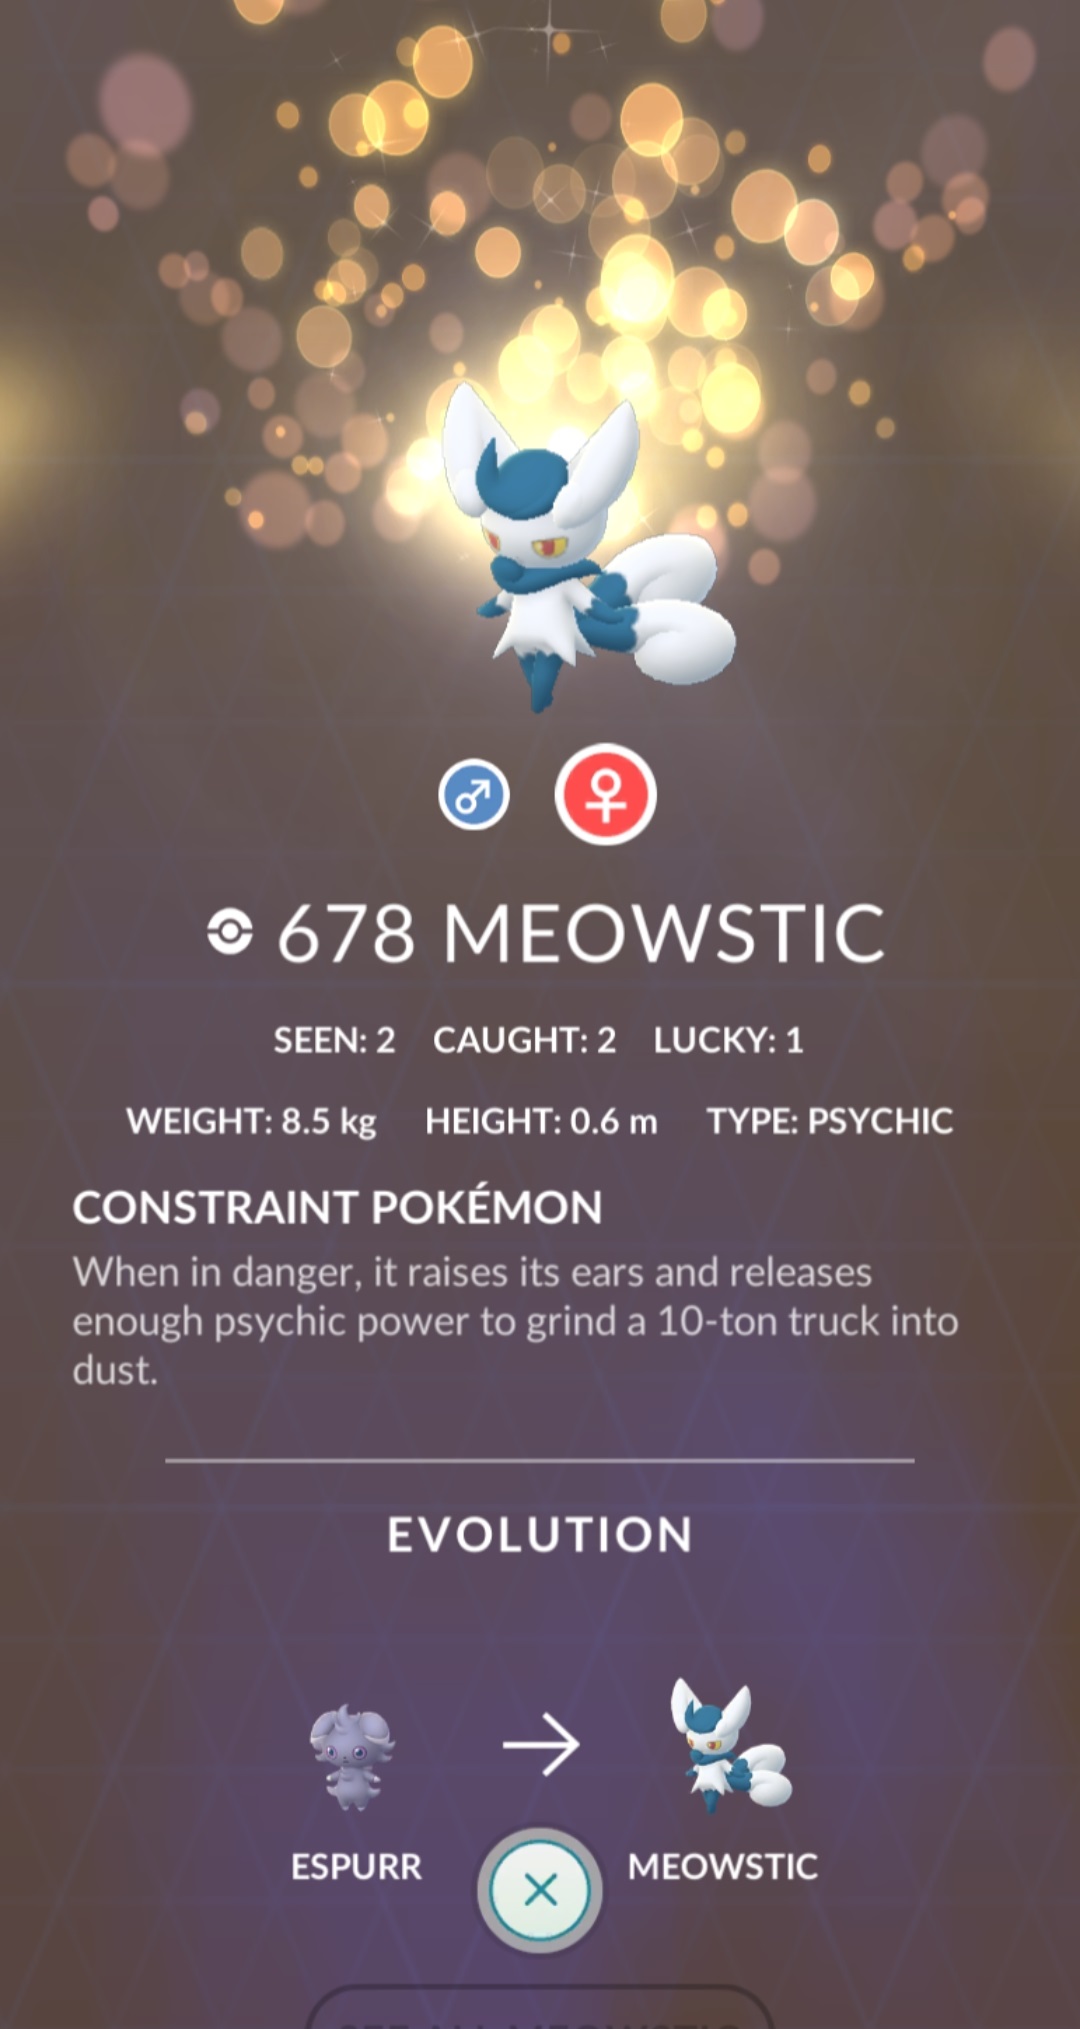 678 MEOWSTIC
SEEN: 2 CAUGHT: 2 LUCKY: 1
WEIGHT: 8.5 kg HEIGHT: 0.6 m TYPE: PSYCHIC
CONSTRAINT POKÉMON
When in danger, it raises its ears and releases
enough psychic power to grind a 10-ton truck into
dust.
EVOLUTION
ESPURR MEOWSTIC